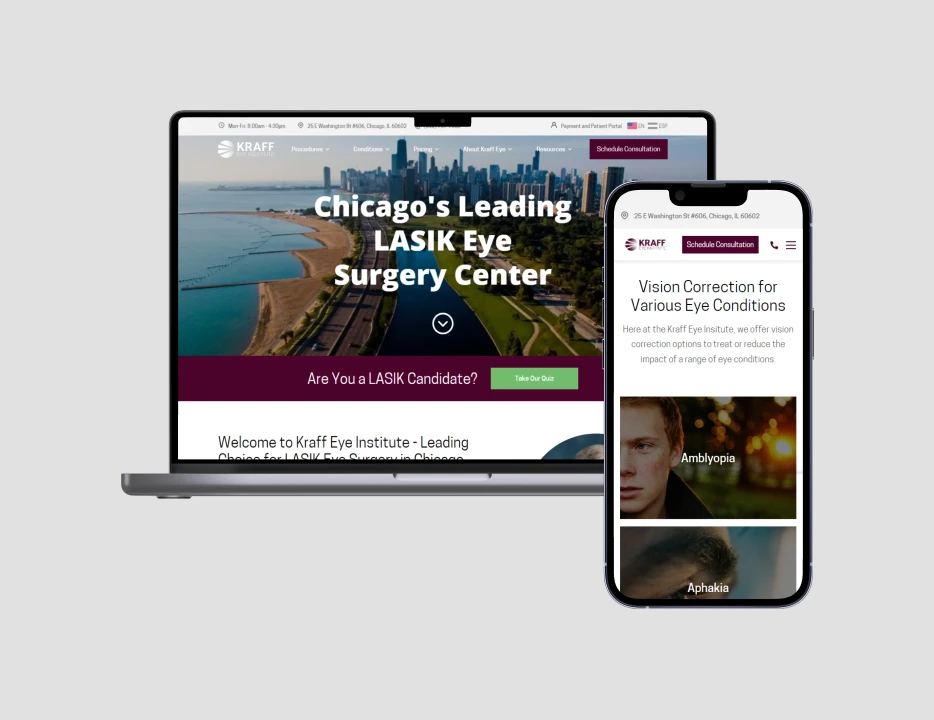 Mon-Fri: 8:00am - 4:30pm
25 E Washington St #606, Chicago, IL 60602
Payment and Patient Portal
EN
ESP
KRAFF
Procedures
Conditions
Pricing
About Kraff Eye
Resources
Schedule Consultation
Chicago's Leading
LASIK Eye
Surgery Center
Are You a LASIK Candidate?
Take Our Quiz
Welcome to Kraff Eye Institute - Leading
Choice for LASIK Eye Surgery in Chicago
25 E Washington St #606, Chicago, IL 60602
KRAFF
Schedule Consultation
Vision Correction for
Various Eye Conditions
Here at the Kraff Eye Insitute, we offer vision
correction options to treat or reduce the
impact of a range of eye conditions.
Amblyopia
Aphakia